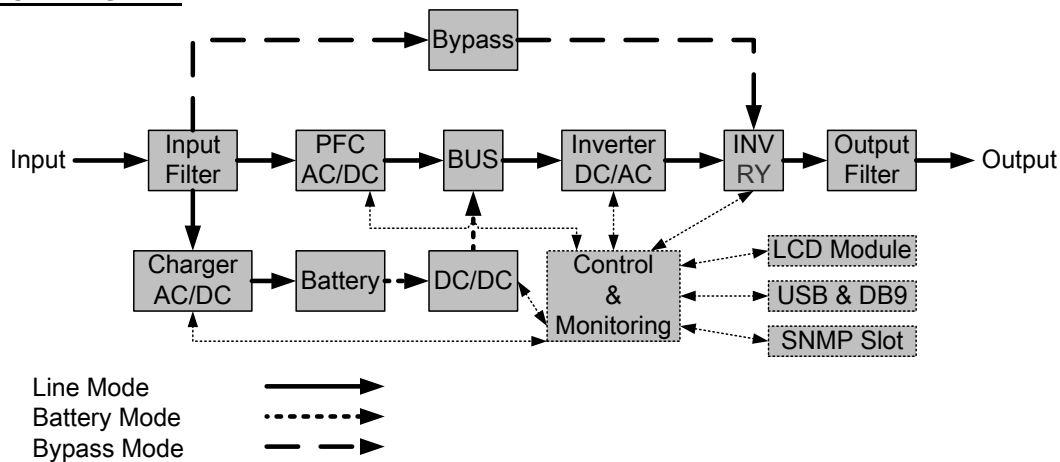 Bypass
Input
Input
Filter
PFC
AC/DC
BUS
Inverter
DC/AC
INV
RY
Output
Filter
Output
Charger
AC/DC
Battery
DC/DC
Control
&
Monitoring
LCD Module
USB & DB9
SNMP Slot
Line Mode
Battery Mode
Bypass Mode